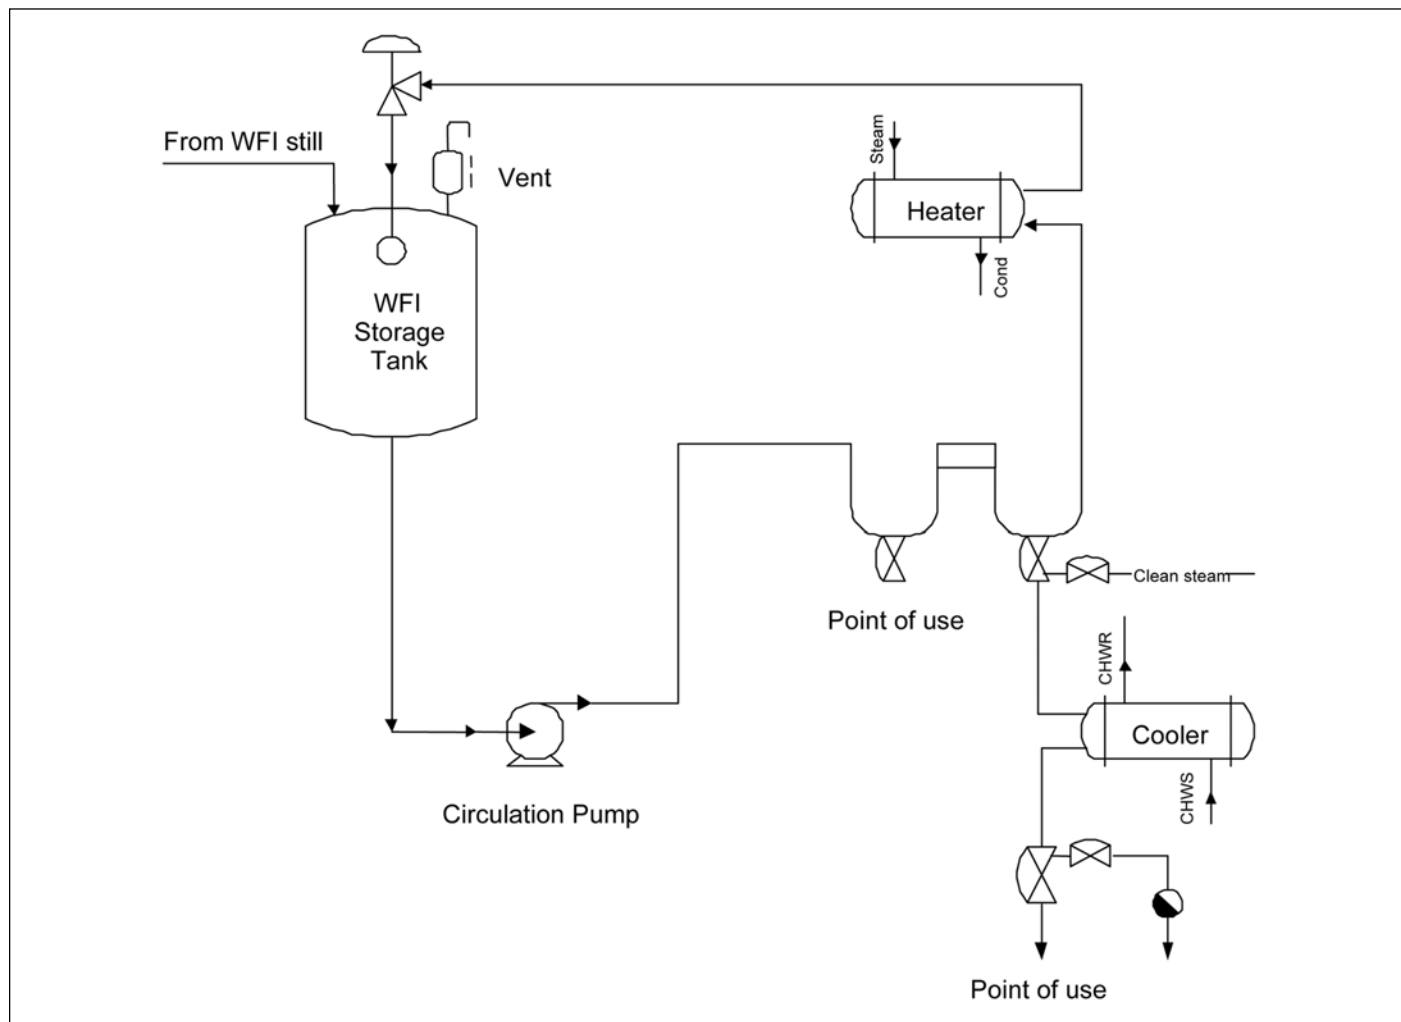 From WFI still
Vent
Steam
Heater
Cond
WFI
Storage
Tank
Clean steam
Point of use
CHWR
Cooler
CHWS
Circulation Pump
Point of use